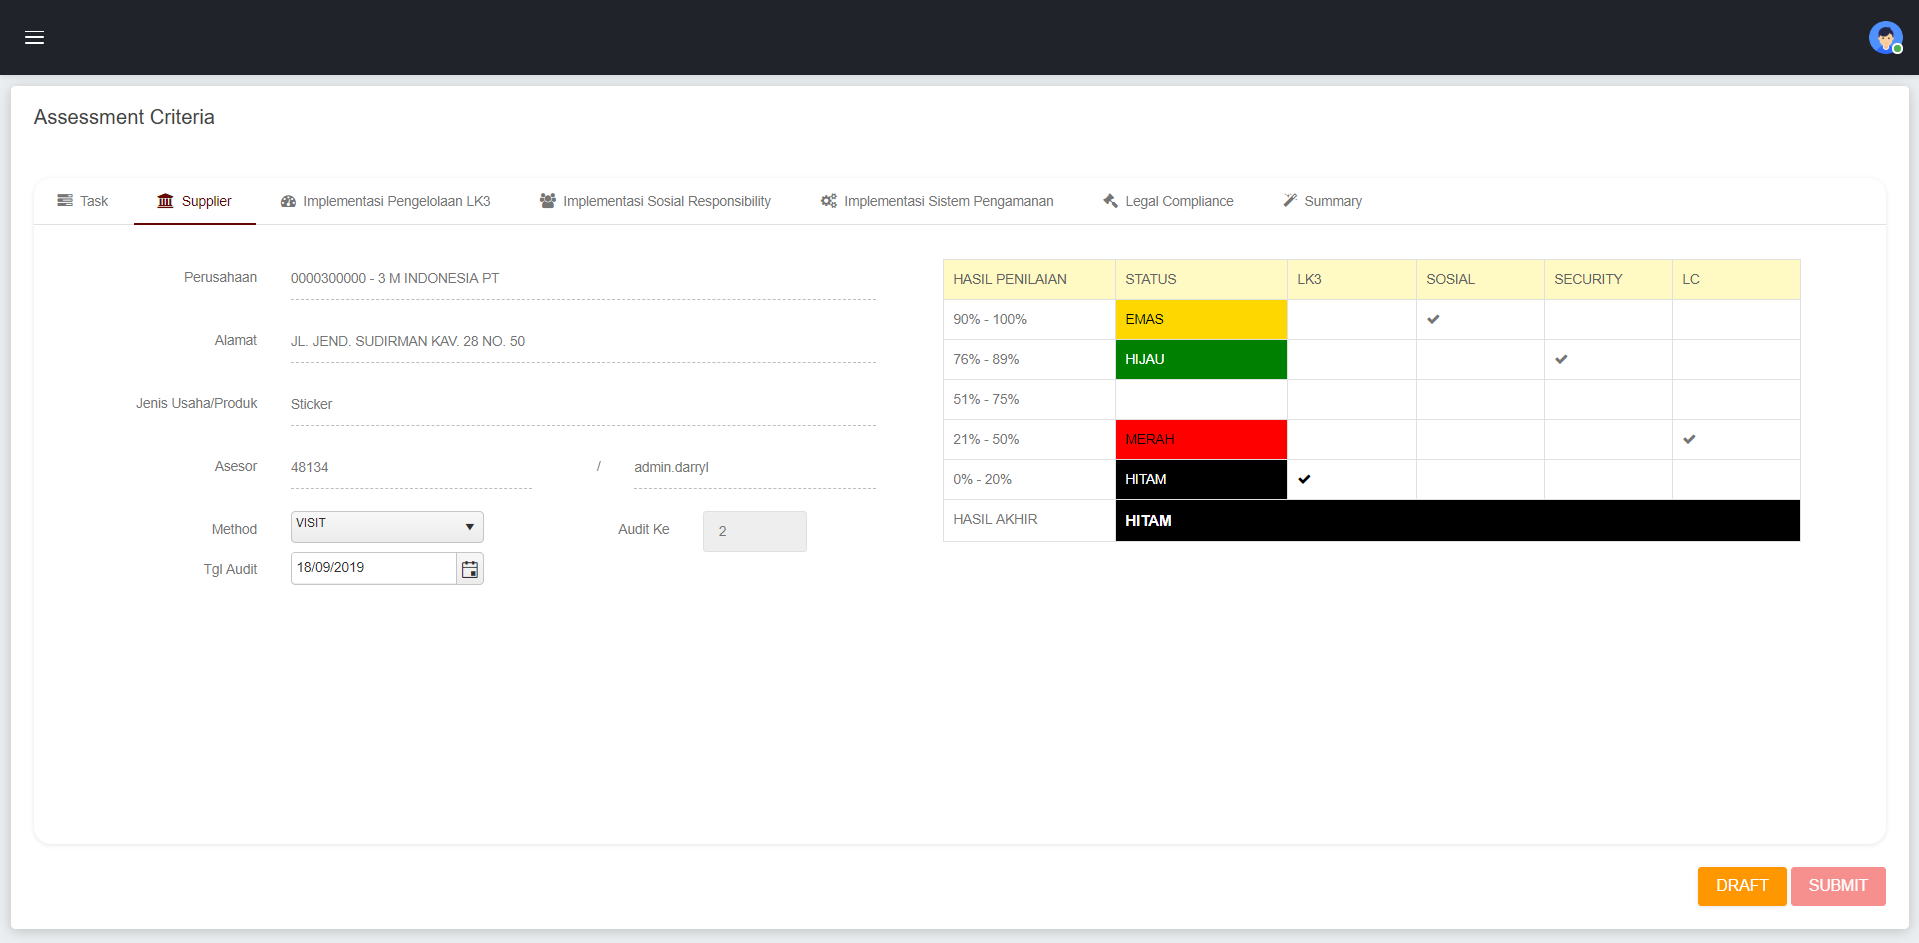 Assessment Criteria
Task
Supplier
Implementasi Pengelolaan LK3
Implementasi Sosial Responsibility
Implementasi Sistem Pengamanan
Legal Compliance
Summary
Perusahaan
0000300000 - 3 M INDONESIA PT
Alamat
JL. JEND. SUDIRMAN KAV. 28 NO. 50
Jenis Usaha/Produk
Sticker
Asesor
48134 / admin.darryl
Method
VISIT
Audit Ke
2
Tgl Audit
18/09/2019
HASIL PENILAIAN STATUS LK3 SOSIAL SECURITY LC
90% - 100% EMAS
76% - 89% HIJAU
51% - 75%
21% - 50% MERAH
0% - 20% HITAM
HASIL AKHIR HITAM
DRAFT
SUBMIT